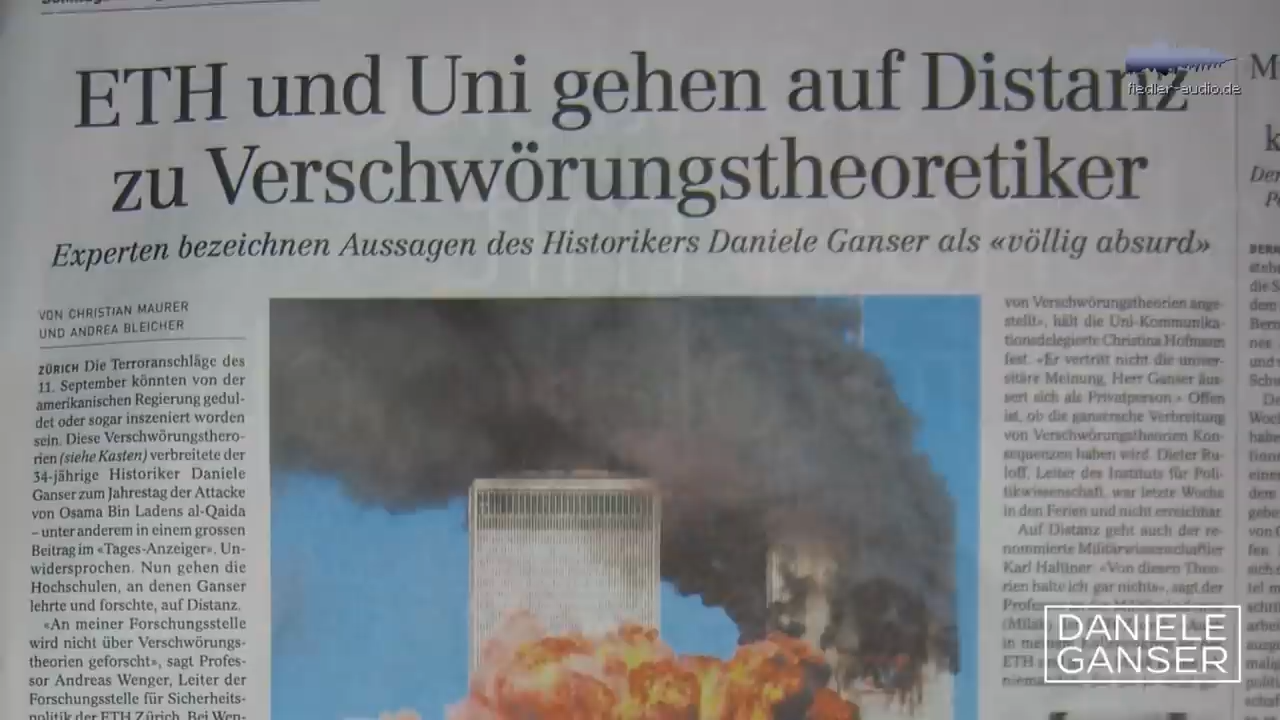 ETH und Uni gehen auf Distanz
zu Verschwörungstheoretiker
fiedler-audio.de
Experten bezeichnen Aussagen des Historikers Daniele Ganser als «völlig absurd»
VON CHRISTIAN MAURER
UND ANDREA BLEICHER
ZÜRICH Die Terroranschläge des
11. September könnten von der
amerikanischen Regierung gedul-
det oder sogar inszeniert worden
sein. Diese Verschwörungsthero-
rien (siehe Kasten) verbreitete der
34-jährige Historiker Daniele
Ganser zum Jahrestag der Attacke
von Osama Bin Ladens al-Qaida
– unter anderem in einem grossen
Beitrag im «Tages-Anzeiger». Un-
widersprochen. Nun gehen die
Hochschulen, an denen Ganser
lehrte und forschte, auf Distanz.
«An meiner Forschungsstelle
wird nicht über Verschwörungs-
theorien geforscht», sagt Profes-
sor Andreas Wenger, Leiter der
Forschungsstelle für Sicherheits-
politik der ETH Zürich. Bei Wen-
von Verschwörungstheorien ange-
stellt», hält die Uni-Kommunika-
tionsdelegierte Christina Hofmann
fest. «Er vertritt nicht die univer-
sitäre Meinung, Herr Ganser äus-
sert sich als Privatperson.» Offen
ist, ob die gansersche Verbreitung
von Verschwörungstheorien Kon-
sequenzen haben wird. Dieter Ru-
loff, Leiter des Instituts für Poli-
tikwissenschaft, war letzte Woche
in den Ferien und nicht erreichbar.
Auf Distanz geht auch der re-
nommierte Militärwissenschaftler
Karl Haltiner. «Von diesen Theo-
rien halte ich gar nichts», sagt der
DANIELE
GANSER